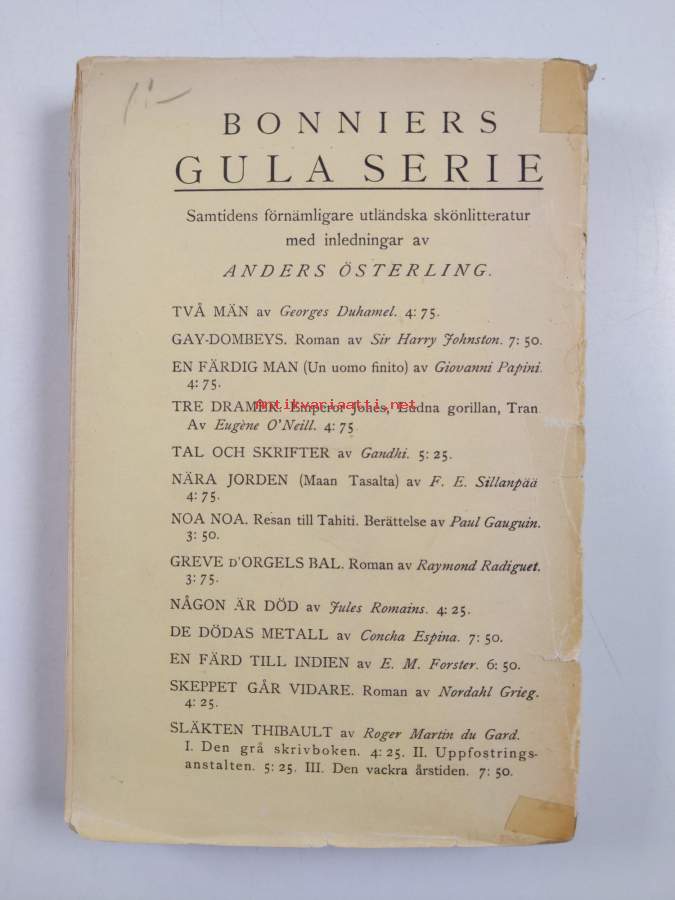 BONNIERS
GULA SERIE
Samtidens förnämligare utländska skönlitteratur
med inledningar av
ANDERS ÖSTERLING.
TVÅ MÄN av Georges Duhamel. 4:75.
GAY-DOMBEYS. Roman av Sir Harry Johnston. 7:50.
EN FÄRDIG MAN (Un uomo finito) av Giovanni Papini.
4:75.
Antikvariaatti.net
TRE DRAMER. Emperor Jones, Ludna gorillan, Tran.
Av Eugène O'Neill. 4:75
TAL OCH SKRIFTER av Gandhi. 5:25.
NÄRA JORDEN (Maan Tasalta) av F. E. Sillanpää
4:75.
NOA NOA. Resan till Tahiti. Berättelse av Paul Gauguin.
3:50.
GREVE D'ORGELS BAL. Roman av Raymond Radiguet.
3:75.
NÅGON ÄR DÖD av Jules Romains. 4:25.
DE DÖDAS METALL av Concha Espina. 7:50.
EN FÄRD TILL INDIEN av E. M. Forster. 6:50.
SKEPPET GÅR VIDARE. Roman av Nordahl Grieg.
4:25.
SLÄKTEN THIBAULT av Roger Martin du Gard.
I. Den grå skrivboken. 4:25. II. Uppfostrings-
anstalten. 5:25. III. Den vackra årstiden. 7:50.